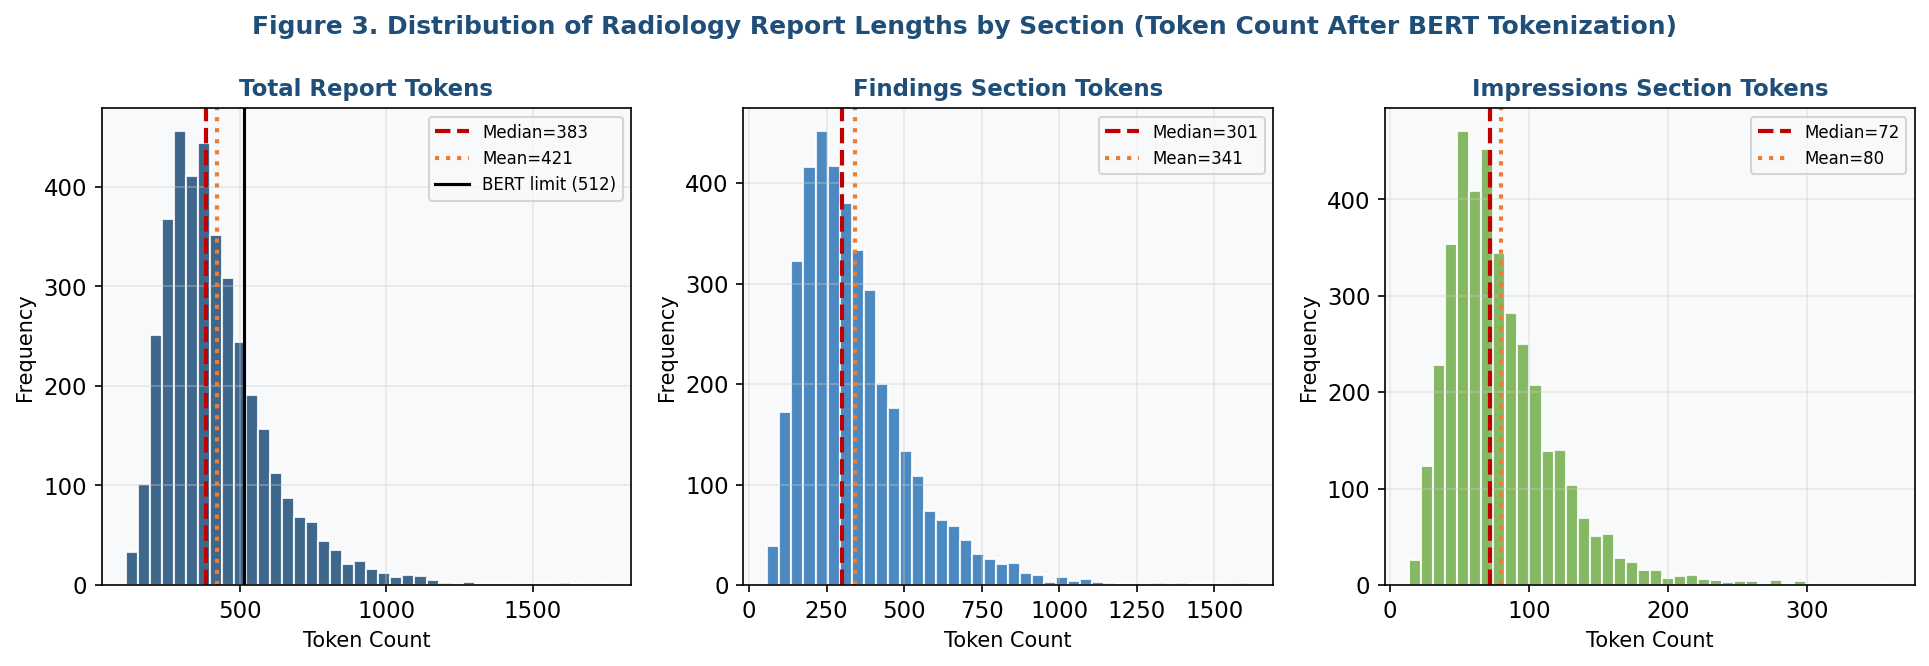 Figure 3. Distribution of Radiology Report Lengths by Section (Token Count After BERT Tokenization)
Total Report Tokens
Frequency
400
300
200
100
0
500
1000
1500
Token Count
Median=383
Mean=421
BERT limit (512)
Findings Section Tokens
Frequency
400
300
200
100
0
0
250
500
750
1000
1250
1500
Token Count
Median=301
Mean=341
Impressions Section Tokens
Frequency
400
300
200
100
0
0
100
200
300
Token Count
Median=72
Mean=80